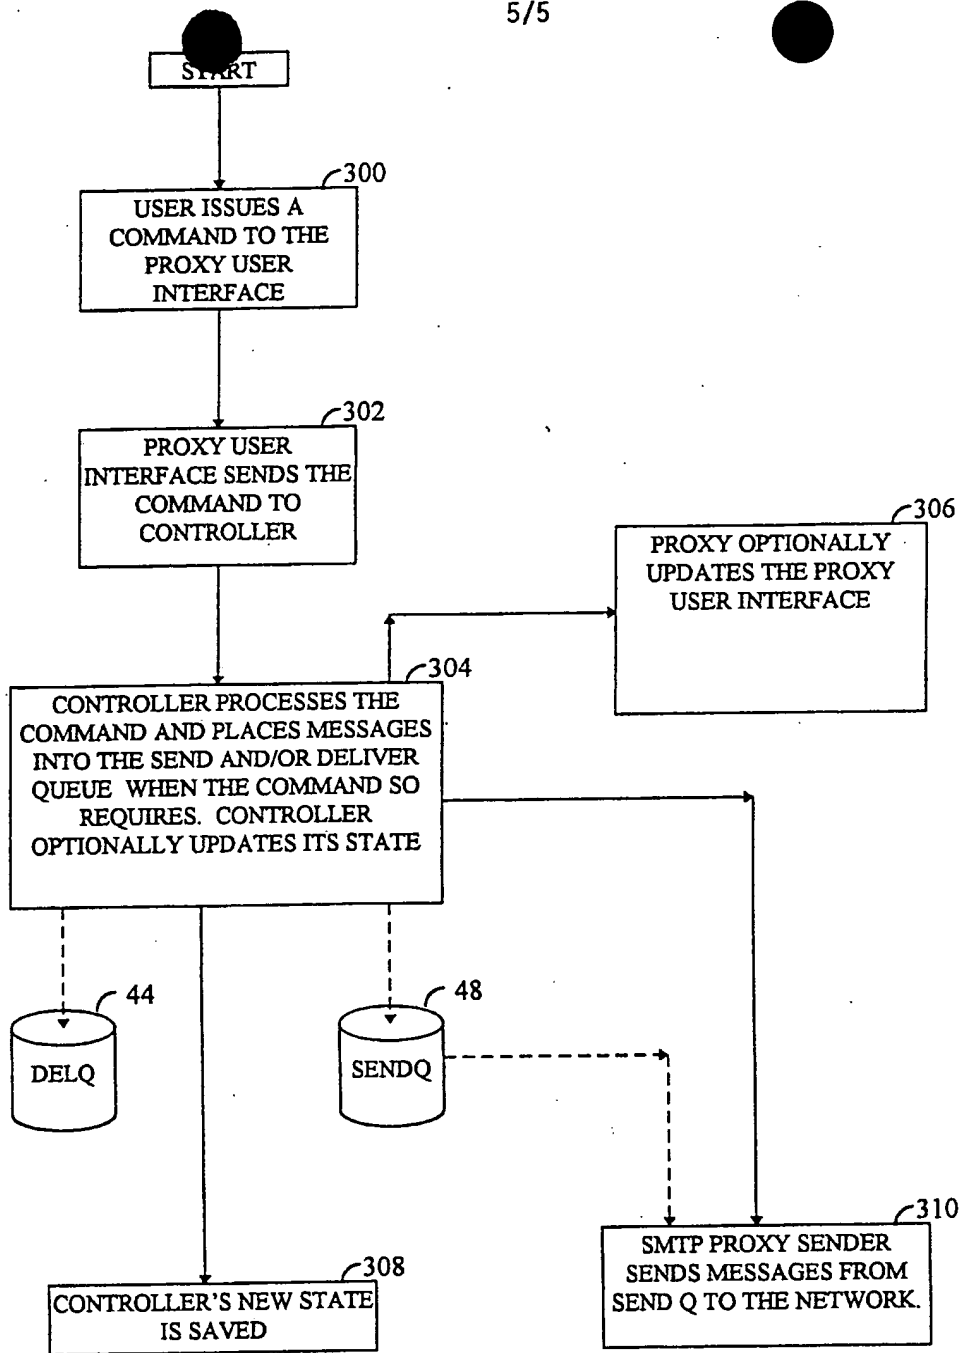 5/5
START
300
USER ISSUES A
COMMAND TO THE
PROXY USER
INTERFACE
302
PROXY USER
INTERFACE SENDS THE
COMMAND TO
CONTROLLER
306
PROXY OPTIONALLY
UPDATES THE PROXY
USER INTERFACE
304
CONTROLLER PROCESSES THE
COMMAND AND PLACES MESSAGES
INTO THE SEND AND/OR DELIVER
QUEUE WHEN THE COMMAND SO
REQUIRES. CONTROLLER
OPTIONALLY UPDATES ITS STATE
44
DELQ
48
SENDQ
310
SMTP PROXY SENDER
SENDS MESSAGES FROM
SEND Q TO THE NETWORK.
308
CONTROLLER'S NEW STATE
IS SAVED